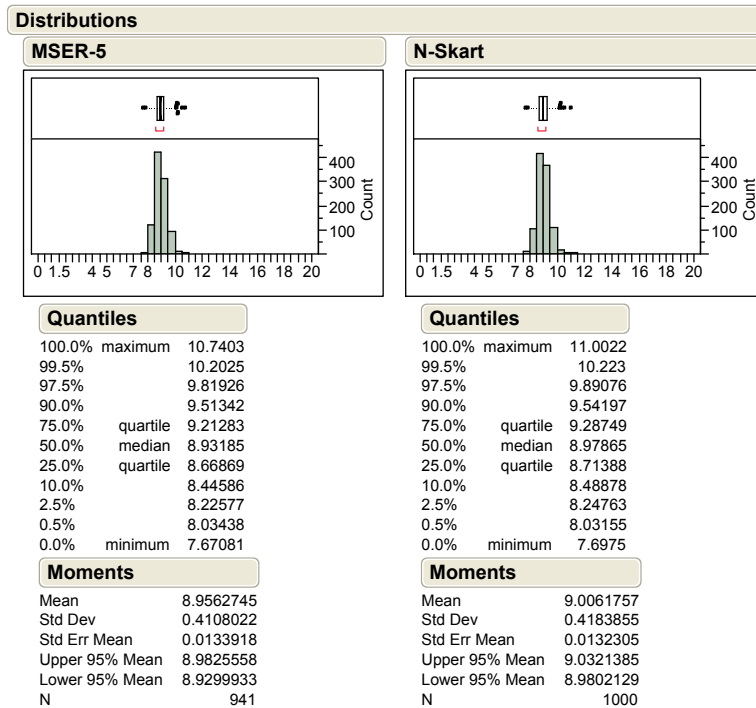 Distributions
MSER-5
400
300
200
100
Count
0 1.5 4 5 7 8 10 12 14 16 18 20
Quantiles
100.0% maximum 10.7403
99.5% 10.2025
97.5% 9.81926
90.0% 9.51342
75.0% quartile 9.21283
50.0% median 8.93185
25.0% quartile 8.66869
10.0% 8.44586
2.5% 8.22577
0.5% 8.03438
0.0% minimum 7.67081
Moments
Mean 8.9562745
Std Dev 0.4108022
Std Err Mean 0.0133918
Upper 95% Mean 8.9825558
Lower 95% Mean 8.9299933
N 941
N-Skart
400
300
200
100
Count
0 1.5 4 5 7 8 10 12 14 16 18 20
Quantiles
100.0% maximum 11.0022
99.5% 10.223
97.5% 9.89076
90.0% 9.54197
75.0% quartile 9.28749
50.0% median 8.97865
25.0% quartile 8.71388
10.0% 8.48878
2.5% 8.24763
0.5% 8.03155
0.0% minimum 7.6975
Moments
Mean 9.0061757
Std Dev 0.4183855
Std Err Mean 0.0132305
Upper 95% Mean 9.0321385
Lower 95% Mean 8.9802129
N 1000